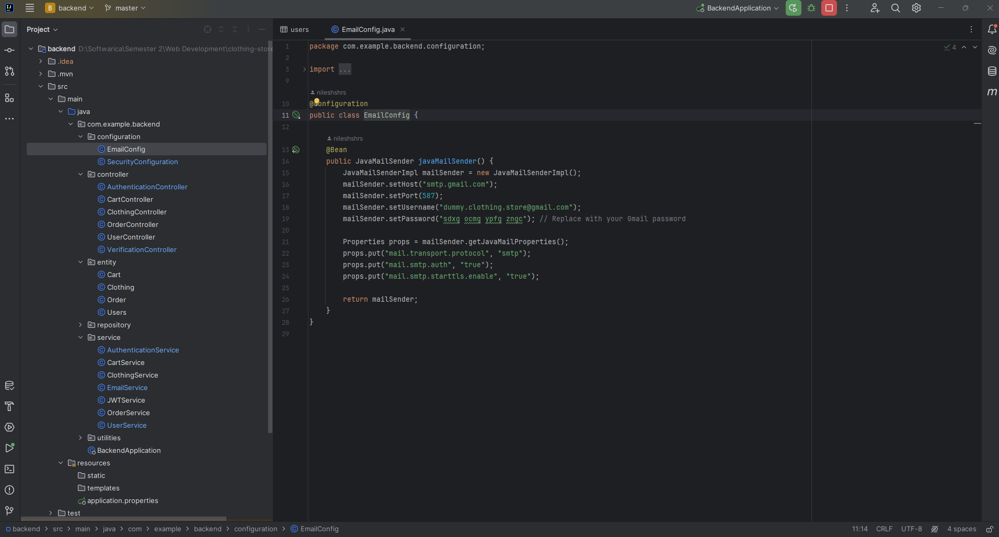 B backend master BackendApplication
Project
users EmailConfig.java
backend D:\Softwarica\Semester 2\Web Development\clothing-store
.idea
.mvn
src
main
java
com.example.backend
configuration
EmailConfig
SecurityConfiguration
controller
AuthenticationController
CartController
ClothingController
OrderController
UserController
VerificationController
entity
Cart
Clothing
Order
Users
repository
service
AuthenticationService
CartService
ClothingService
EmailService
JWTService
OrderService
UserService
utilities
BackendApplication
resources
static
templates
application.properties
test
4
1 package com.example.backend.configuration;
2
3 import ...
9
nileshshrs
10 @Configuration
11 public class EmailConfig {
12
nileshshrs
13 @Bean
14 public JavaMailSender javaMailSender() {
15 JavaMailSenderImpl mailSender = new JavaMailSenderImpl();
16 mailSender.setHost("smtp.gmail.com");
17 mailSender.setPort(587);
18 mailSender.setUsername("dummy.clothing.store@gmail.com");
19 mailSender.setPassword("sdxg ocmg ypfg zngc"); // Replace with your Gmail password
20
21 Properties props = mailSender.getJavaMailProperties();
22 props.put("mail.transport.protocol", "smtp");
23 props.put("mail.smtp.auth", "true");
24 props.put("mail.smtp.starttls.enable", "true");
25
26 return mailSender;
27 }
28 }
29
m
backend > src > main > java > com > example > backend > configuration > EmailConfig
11:14 CRLF UTF-8 4 spaces